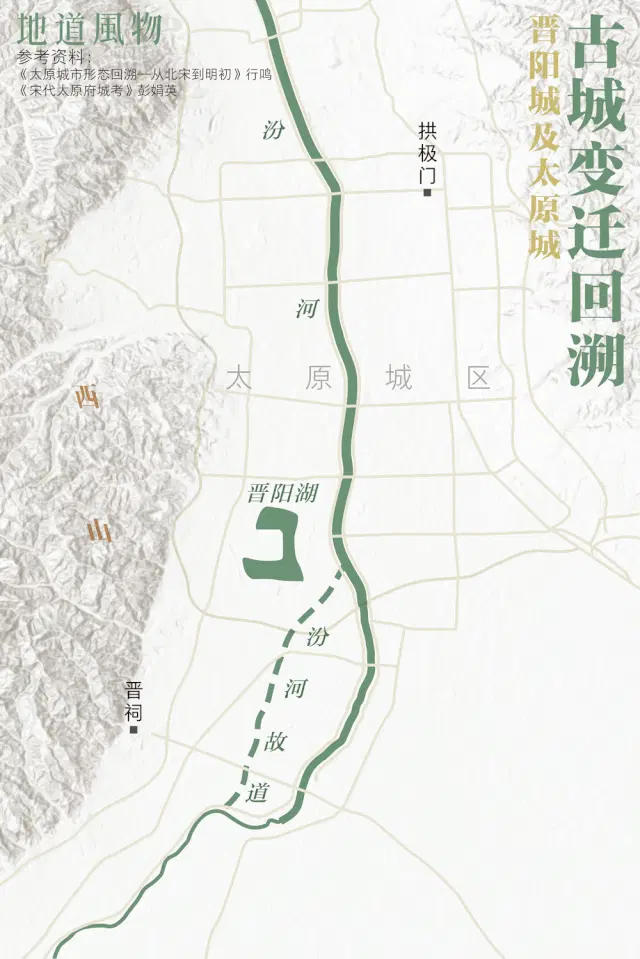 地道風物
参考资料：
《太原城市形态回溯—从北宋到明初》行鸣
《宋代太原府城考》彭娟英
古城变迁回溯
晋阳城及太原城
汾
河
拱极门
太原城区
西
山
晋阳湖
汾
河
故
道
晋祠